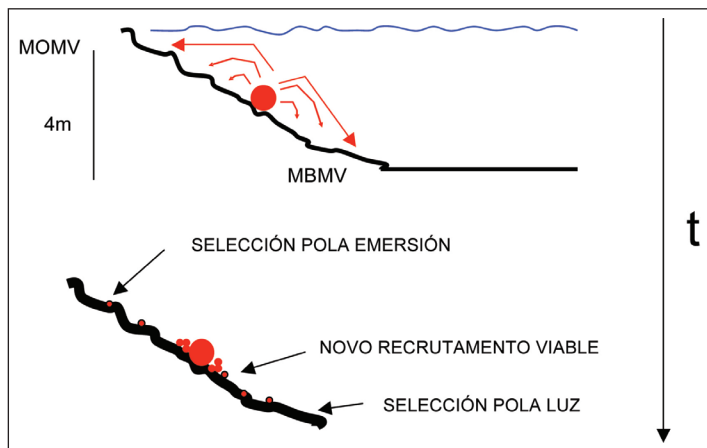 MOMV
4m
MBMV
t
SELECCIÓN POLA EMERSIÓN
NOVO RECRUTAMENTO VIABLE
SELECCIÓN POLA LUZ